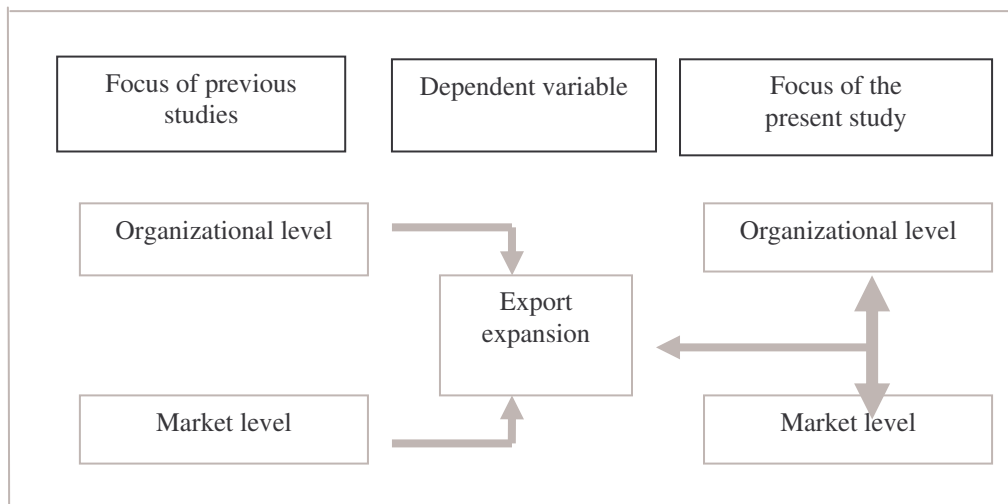 Focus of previous
studies
Dependent variable
Focus of the
present study
Organizational level
Organizational level
Export
expansion
Market level
Market level